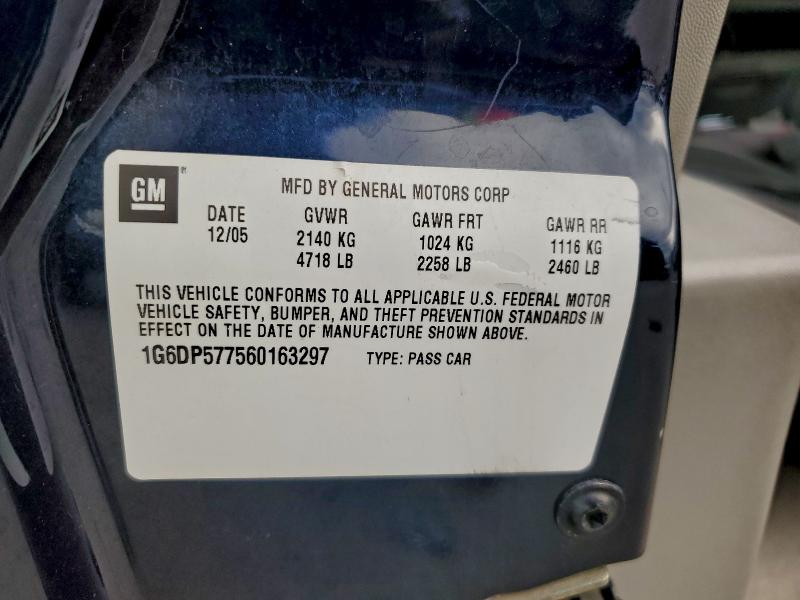 GM
MFD BY GENERAL MOTORS CORP
DATE GVWR GAWR FRT GAWR RR
12/05 2140 KG 1024 KG 1116 KG
4718 LB 2258 LB 2460 LB
THIS VEHICLE CONFORMS TO ALL APPLICABLE U.S. FEDERAL MOTOR
VEHICLE SAFETY, BUMPER, AND THEFT PREVENTION STANDARDS IN
EFFECT ON THE DATE OF MANUFACTURE SHOWN ABOVE.
1G6DP577560163297 TYPE: PASS CAR